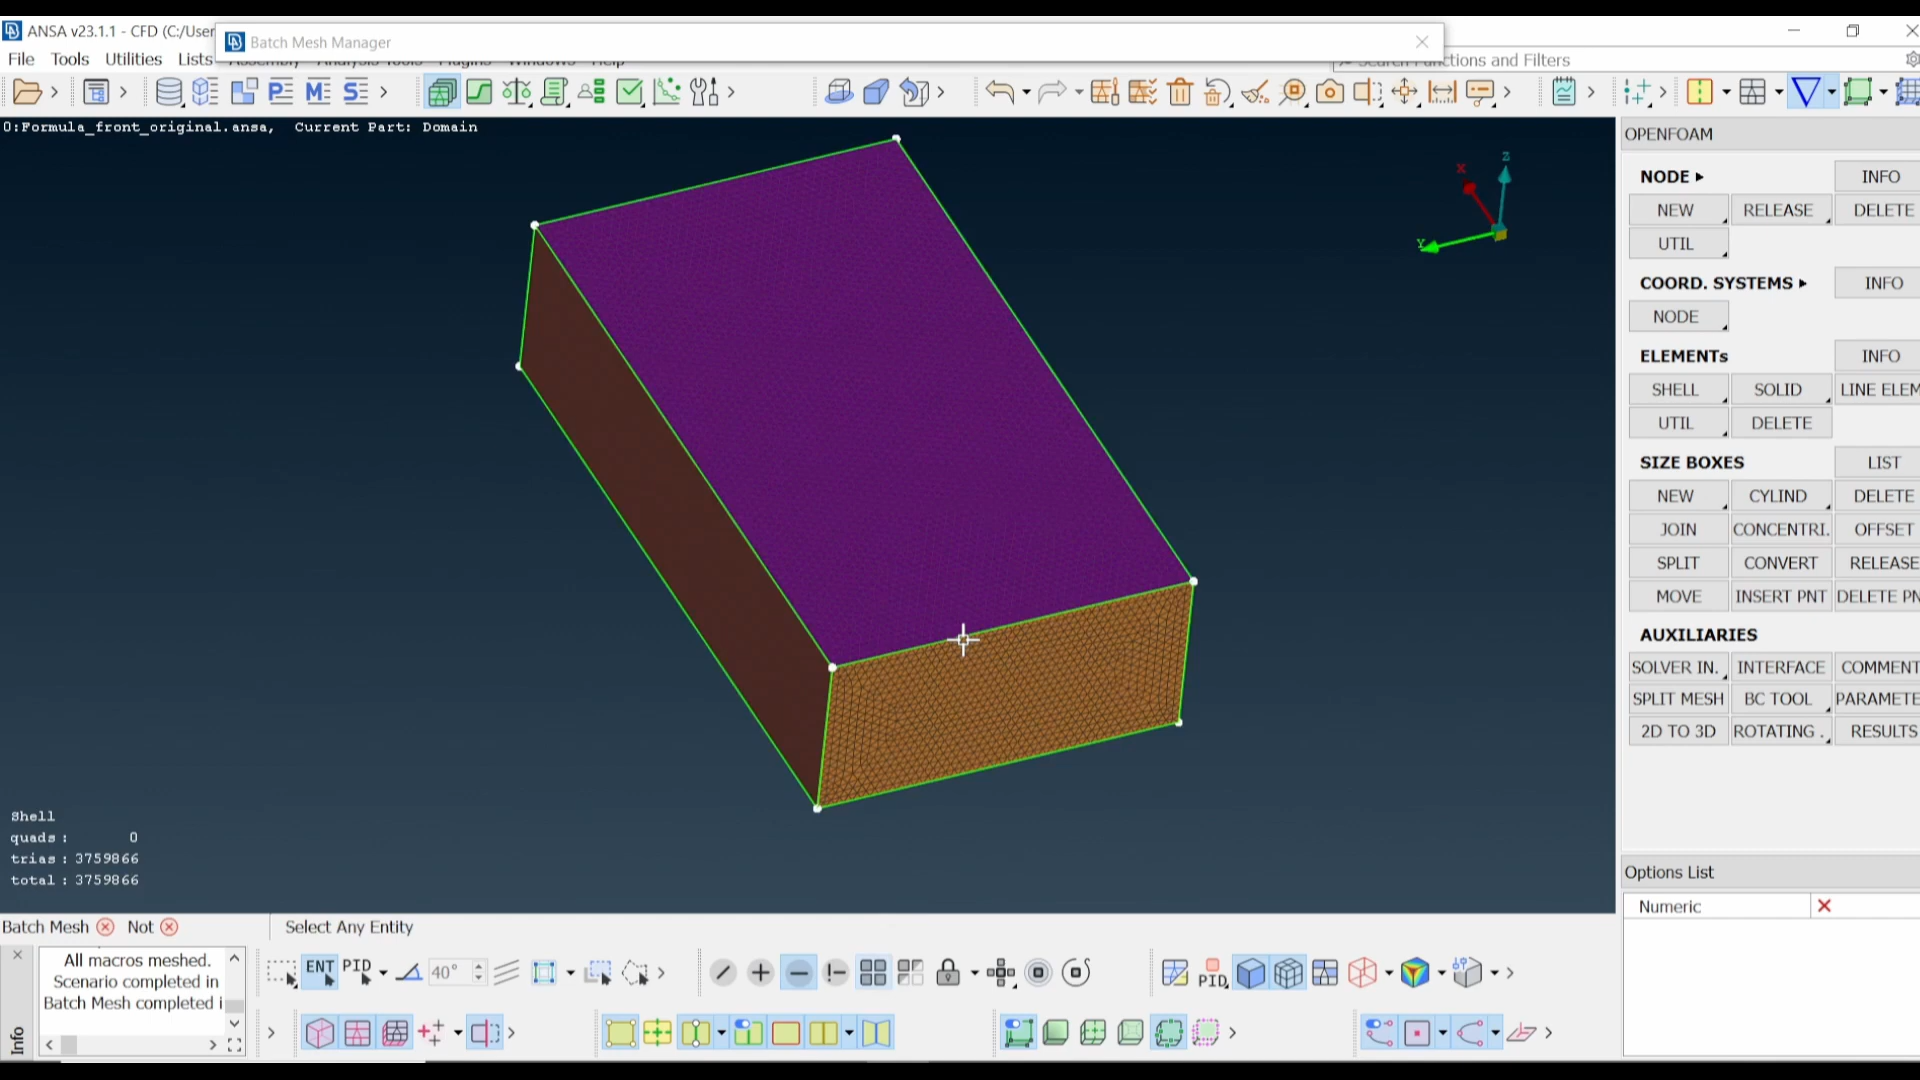 ANSA v23.1.1 - CFD (C:/User
Batch Mesh Manager
File Tools Utilities Lists
ctions and Filters
0:Formula_front_original.ansa, Current Part: Domain
X
Z
Y
OPENFOAM
NODE INFO
NEW RELEASE DELETE
UTIL
COORD. SYSTEMS INFO
NODE
ELEMENTs INFO
SHELL SOLID LINE ELEM
UTIL DELETE
SIZE BOXES LIST
NEW CYLIND DELETE
JOIN CONCENTRI. OFFSET
SPLIT CONVERT RELEASE
MOVE INSERT PNT DELETE PN
AUXILIARIES
SOLVER IN. INTERFACE COMMENT
SPLIT MESH BC TOOL PARAMETE
2D TO 3D ROTATING . RESULTS
Shell
quads : 0
trias : 3759866
total : 3759866
Options List
Numeric
Batch Mesh Not Select Any Entity
All macros meshed.
Scenario completed in
Batch Mesh completed i
Info
ENT PID 40°
PID